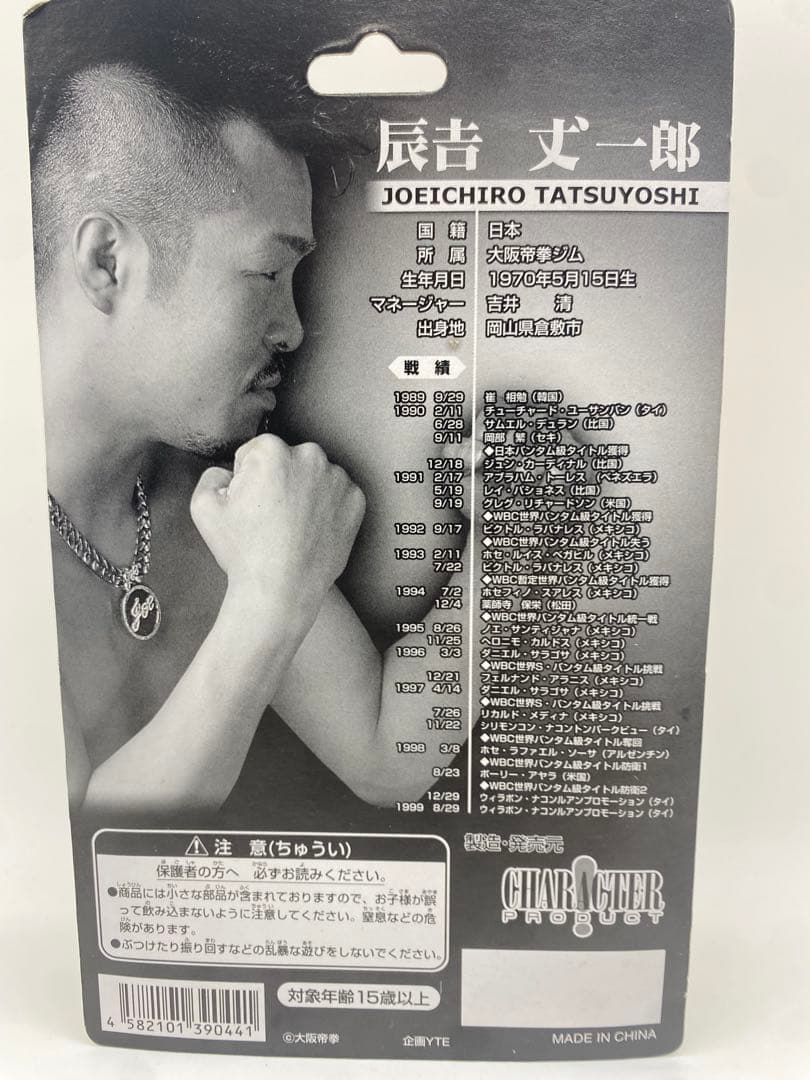 辰吉 丈一郎
JOEICHIRO TATSUYOSHI
国籍 日本
所属 大阪帝拳ジム
生年月日 1970年5月15日生
マネージャー 吉井 清
出身地 岡山県倉敷市
戦績
1989 9/29 崔 相勉(韓国)
1990 2/11 チューチャード・ユーサンパン(タイ)
6/28 サムエル・デュラン(比国)
9/11 岡部 繁(セキ)
◆日本バンタム級タイトル獲得
12/18 ジュン・カーディナル(比国)
1991 2/17 アブラハム・トーレス(ベネズエラ)
5/19 レイ・パショネス(比国)
9/19 グレグ・リチャードソン(米国)
◆WBC世界バンタム級タイトル獲得
1992 9/17 ビクトル・ラバナレス(メキシコ)
◆WBC世界バンタム級タイトル失う
1993 2/11 ホセ・ルイス・ベガヒル(メキシコ)
7/22 ビクトル・ラバナレス(メキシコ)
◆WBC暫定世界バンタム級タイトル獲得
1994 7/2 ホセフィノ・スアレス(メキシコ)
12/4 薬師寺 保栄(松田)
◆WBC世界バンタム級タイトル統一戦
1995 8/26 ノエ・サンティジャナ(メキシコ)
11/25 ヘロニモ・カルドス(メキシコ)
1996 3/3 ダニエル・サラゴサ(メキシコ)
◆WBC世界S・バンタム級タイトル挑戦
12/21 フェルナンド・アラニス(メキシコ)
1997 4/14 ダニエル・サラゴサ(メキシコ)
◆WBC世界S・バンタム級タイトル挑戦
7/26 リカルド・メディナ(メキシコ)
11/22 シリモンコン・ナコントンパークビュー(タイ)
◆WBC世界バンタム級タイトル奪回
1998 3/8 ホセ・ラファエル・ソーサ(アルゼンチン)
◆WBC世界バンタム級タイトル防衛1
8/23 ポーリー・アヤラ(米国)
◆WBC世界バンタム級タイトル防衛2
12/29 ウィラポン・ナコンルアンプロモーション(タイ)
1999 8/29 ウィラポン・ナコンルアンプロモーション(タイ)
joe
注 意(ちゅうい)
保護者の方へ 必ずお読みください。
●商品には小さな部品が含まれておりますので、お子様が誤
って飲み込まないように注意してください。窒息などの危
険があります。
●ぶつけたり振り回すなどの乱暴な遊びをしないでください。
製造・発売元
CHARACTER
PRODUCT
4 582101 390441
対象年齢15歳以上
©大阪帝拳
企画YTE
MADE IN CHINA